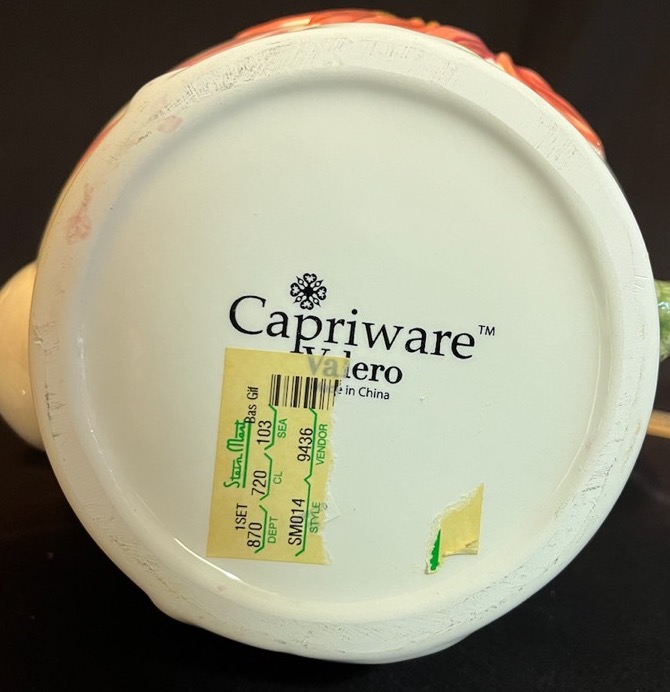 Capriware™
Valero
in China
Stein Mart
Bas Gif
1SET
870 720 103
DEPT CL SEA
SM014 9436
STYLE VENDOR